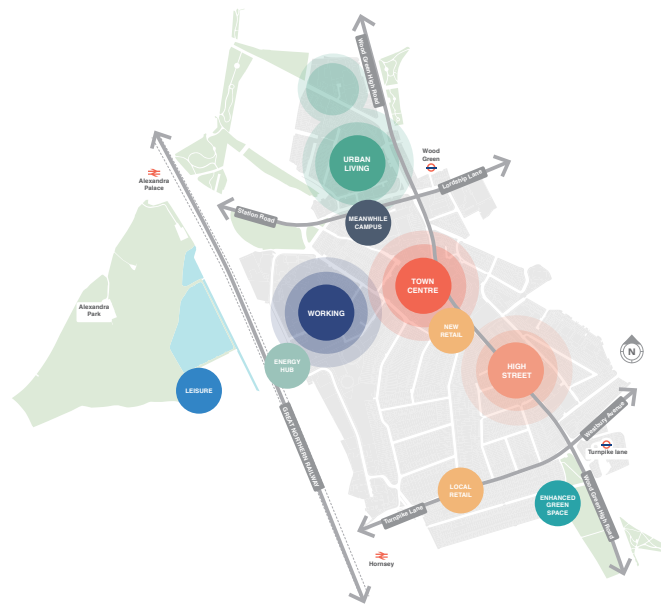 Wood Green High Road
Wood
Green
URBAN
LIVING
Alexandra
Palace
Lordship Lane
Station Road
MEANWHILE
CAMPUS
TOWN
CENTRE
Alexandra
Park
WORKING
NEW
RETAIL
N
ENERGY
HUB
HIGH
STREET
LEISURE
GREAT NORTHERN RAILWAY
Westbury Avenue
Turnpike lane
LOCAL
RETAIL
ENHANCED
GREEN
SPACE
Turnpike Lane
Wood Green High Road
Hornsey